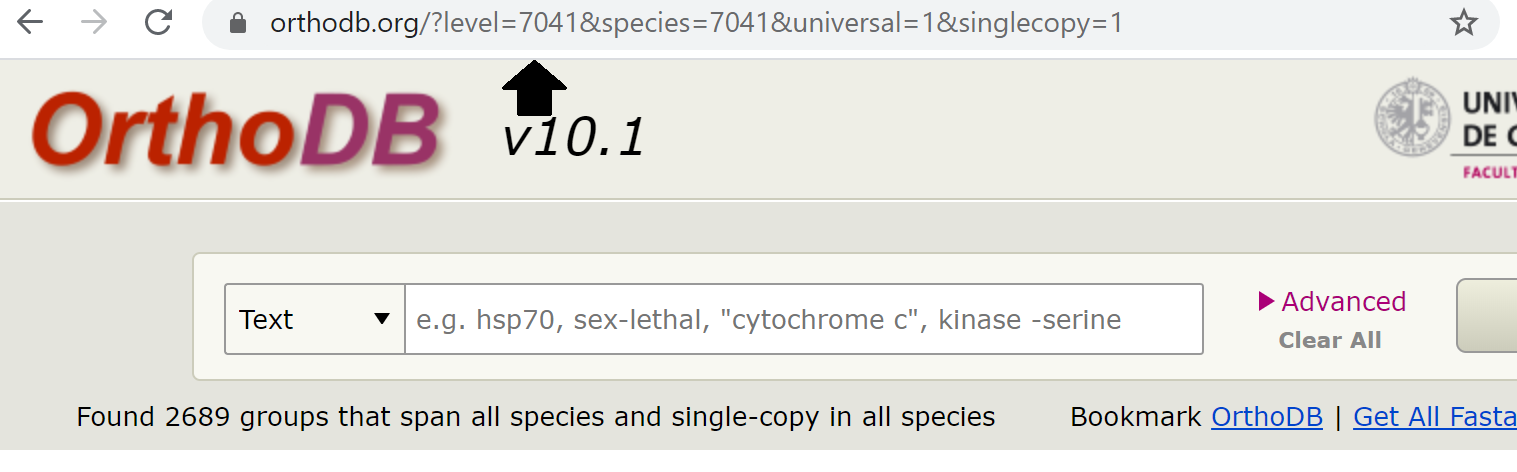 orthodb.org/?level=7041&species=7041&universal=1&singlecopy=1
OrthoDB v10.1
DE
Text e.g. hsp70, sex-lethal, "cytochrome c", kinase -serine
Advanced
Clear All
Found 2689 groups that span all species and single-copy in all species Bookmark OrthoDB | Get All Fasta